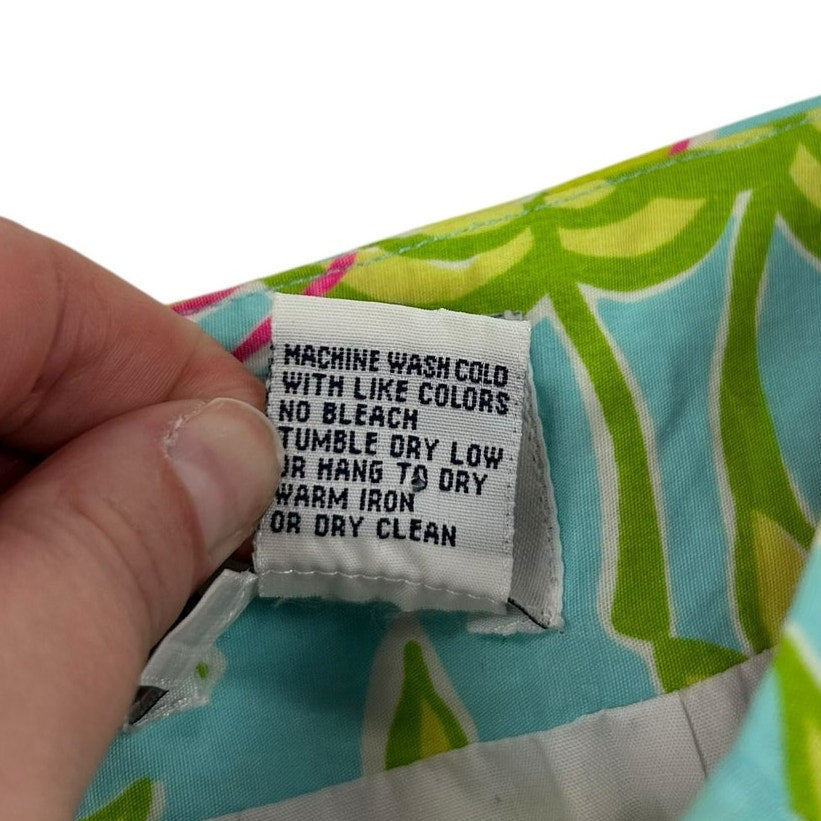 MACHINE WASH COLD
WITH LIKE COLORS
NO BLEACH
TUMBLE DRY LOW
OR HANG TO DRY
WARM IRON
OR DRY CLEAN